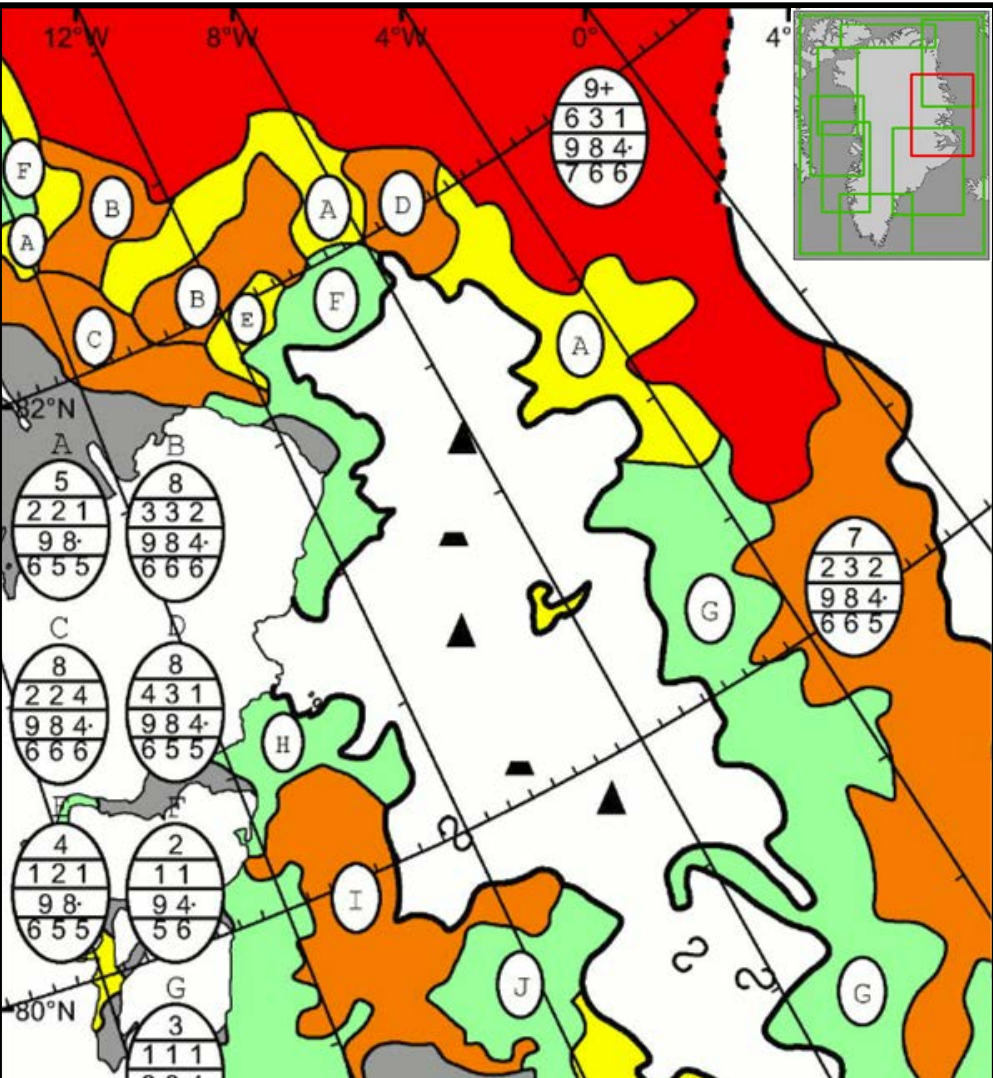 12°W 8°W 4°W 0° 4°
9+
6 3 1
9 8 4·
7 6 6
F
B
A
D
A
B
F
E
C
A
82°N
A B
5
2 2 1
9 8·
6 5 5
8
3 3 2
9 8 4·
6 6 6
7
2 3 2
9 8 4·
6 6 5
G
C D
8
2 2 4
9 8 4·
6 6 6
8
4 3 1
9 8 4·
6 5 5
H
E F
4
1 2 1
9 8·
6 5 5
2
1 1
9 4·
5 6
I
J
G
80°N
G
3
1 1 1